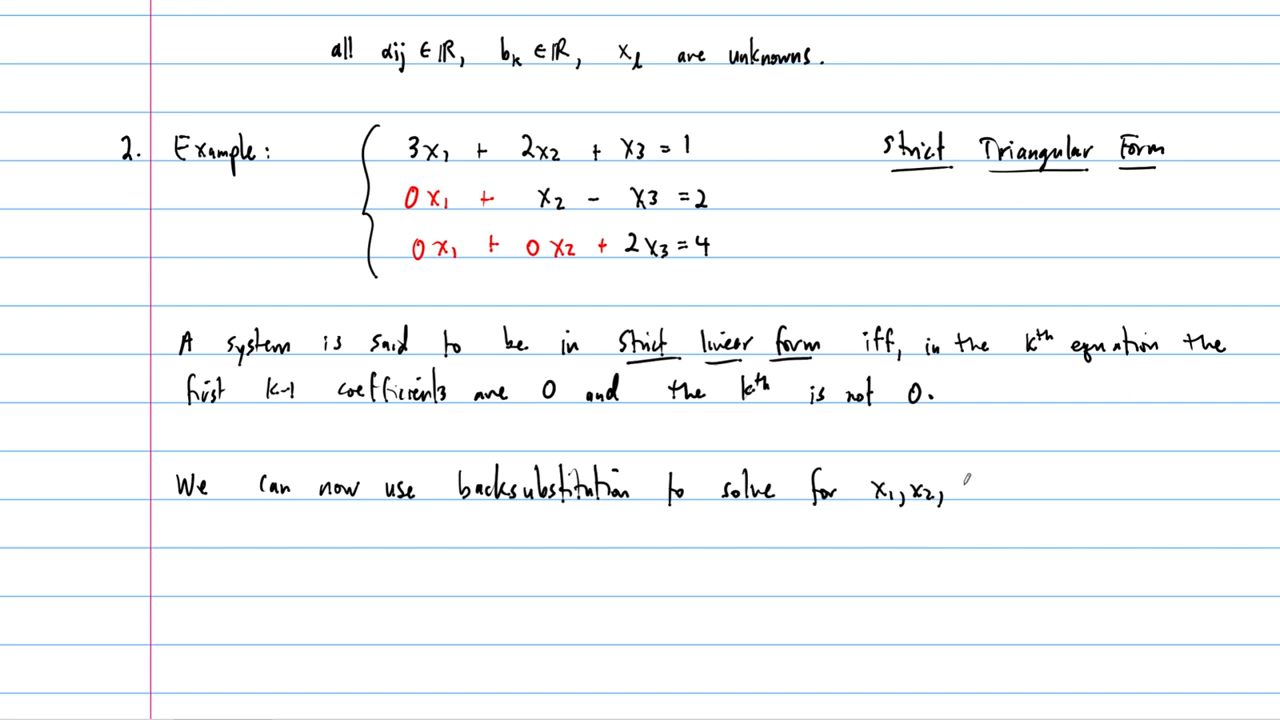 all αij ∈ ℝ, bₖ ∈ ℝ, xₗ are unknowns.
2. Example: 3x₁ + 2x₂ + x₃ = 1 Strict Triangular Form
0x₁ + x₂ - x₃ = 2
0x₁ + 0x₂ + 2x₃ = 4
A system is said to be in strict linear form iff, in the kᵗʰ equation the
first k-1 coefficients are 0 and the kᵗʰ is not 0.
We can now use backsubstitution to solve for x₁, x₂,